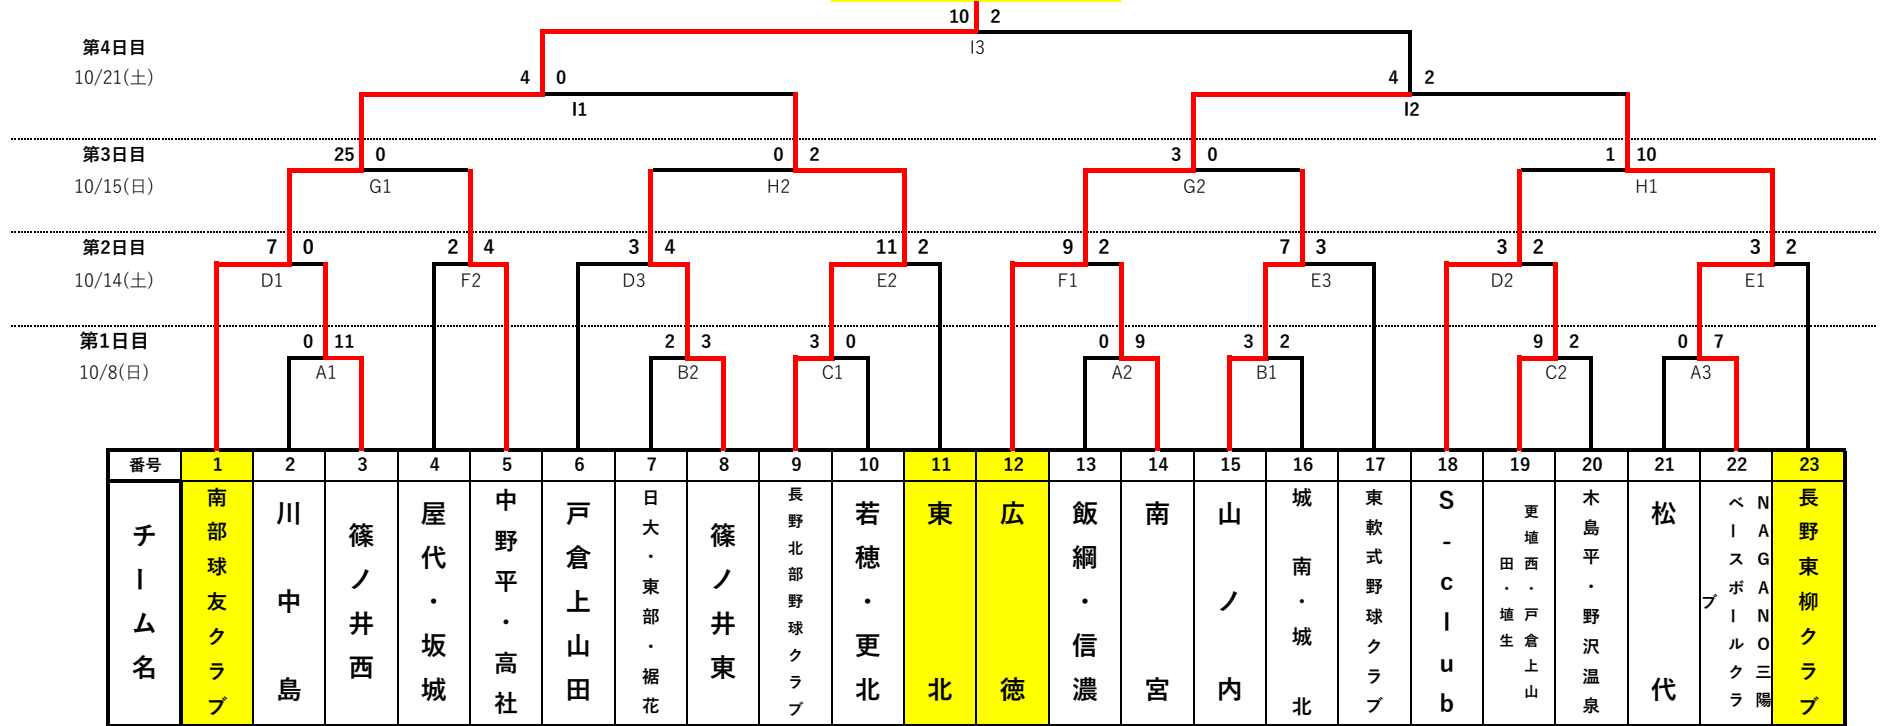 10 2
第4日目
I3
10/21(土)
4 0 4 2
I1 I2
第3日目
25 0 0 2 3 0 1 10
10/15(日)
G1 H2 G2 H1
第2日目
7 0 2 4 3 4 11 2 9 2 7 3 3 2 3 2
10/14(土)
D1 F2 D3 E2 F1 E3 D2 E1
第1日目
0 11 2 3 3 0 0 9 3 2 9 2 0 7
10/8(日)
A1 B2 C1 A2 B1 C2 A3
番号 1 2 3 4 5 6 7 8 9 10 11 12 13 14 15 16 17 18 19 20 21 22 23
チーム名
南部球友クラブ
川中島
篠ノ井西
屋代・坂城
中野平・高社
戸倉上山田
日大・東部・裾花
篠ノ井東
長野北部野球クラブ
若穂・更北
東北
広徳
飯綱・信濃
南宮
山ノ内
城南・城北
東軟式野球クラブ
S-club
更埴西・戸倉上山
田・埴生
木島平・野沢温泉
松代
NAGANO三陽
ベースボールクラ
ブ
長野東柳クラブ